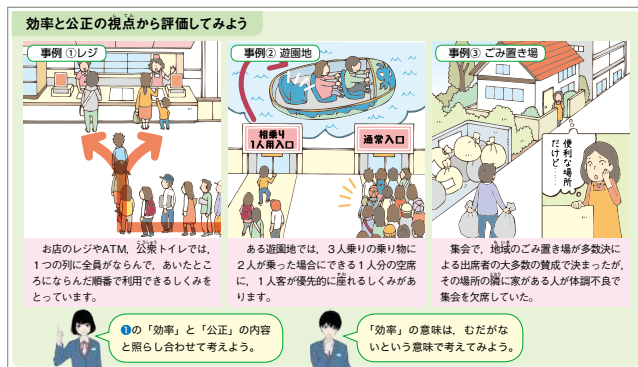 効率と公正の視点から評価してみよう
事例 ①レジ
事例② 遊園地
事例③ ごみ置き場
相乗り
1人用入口
通常入口
便利な場所
だけど……
お店のレジやATM，公衆トイレでは，
1つの列に全員がならんで，あいたとこ
ろにならんだ順番で利用できるしくみを
とっています。
ある遊園地では，3人乗りの乗り物に
2人が乗った場合にできる1人分の空席
に，1人客が優先的に座れるしくみがあ
ります。
集会で，地域のごみ置き場が多数決に
よる出席者の大多数の賛成で決まったが，
その場所の隣に家がある人が体調不良で
集会を欠席していた。
❶の「効率」と「公正」の内容
と照らし合わせて考えよう。
「効率」の意味は，むだがな
いという意味で考えてみよう。